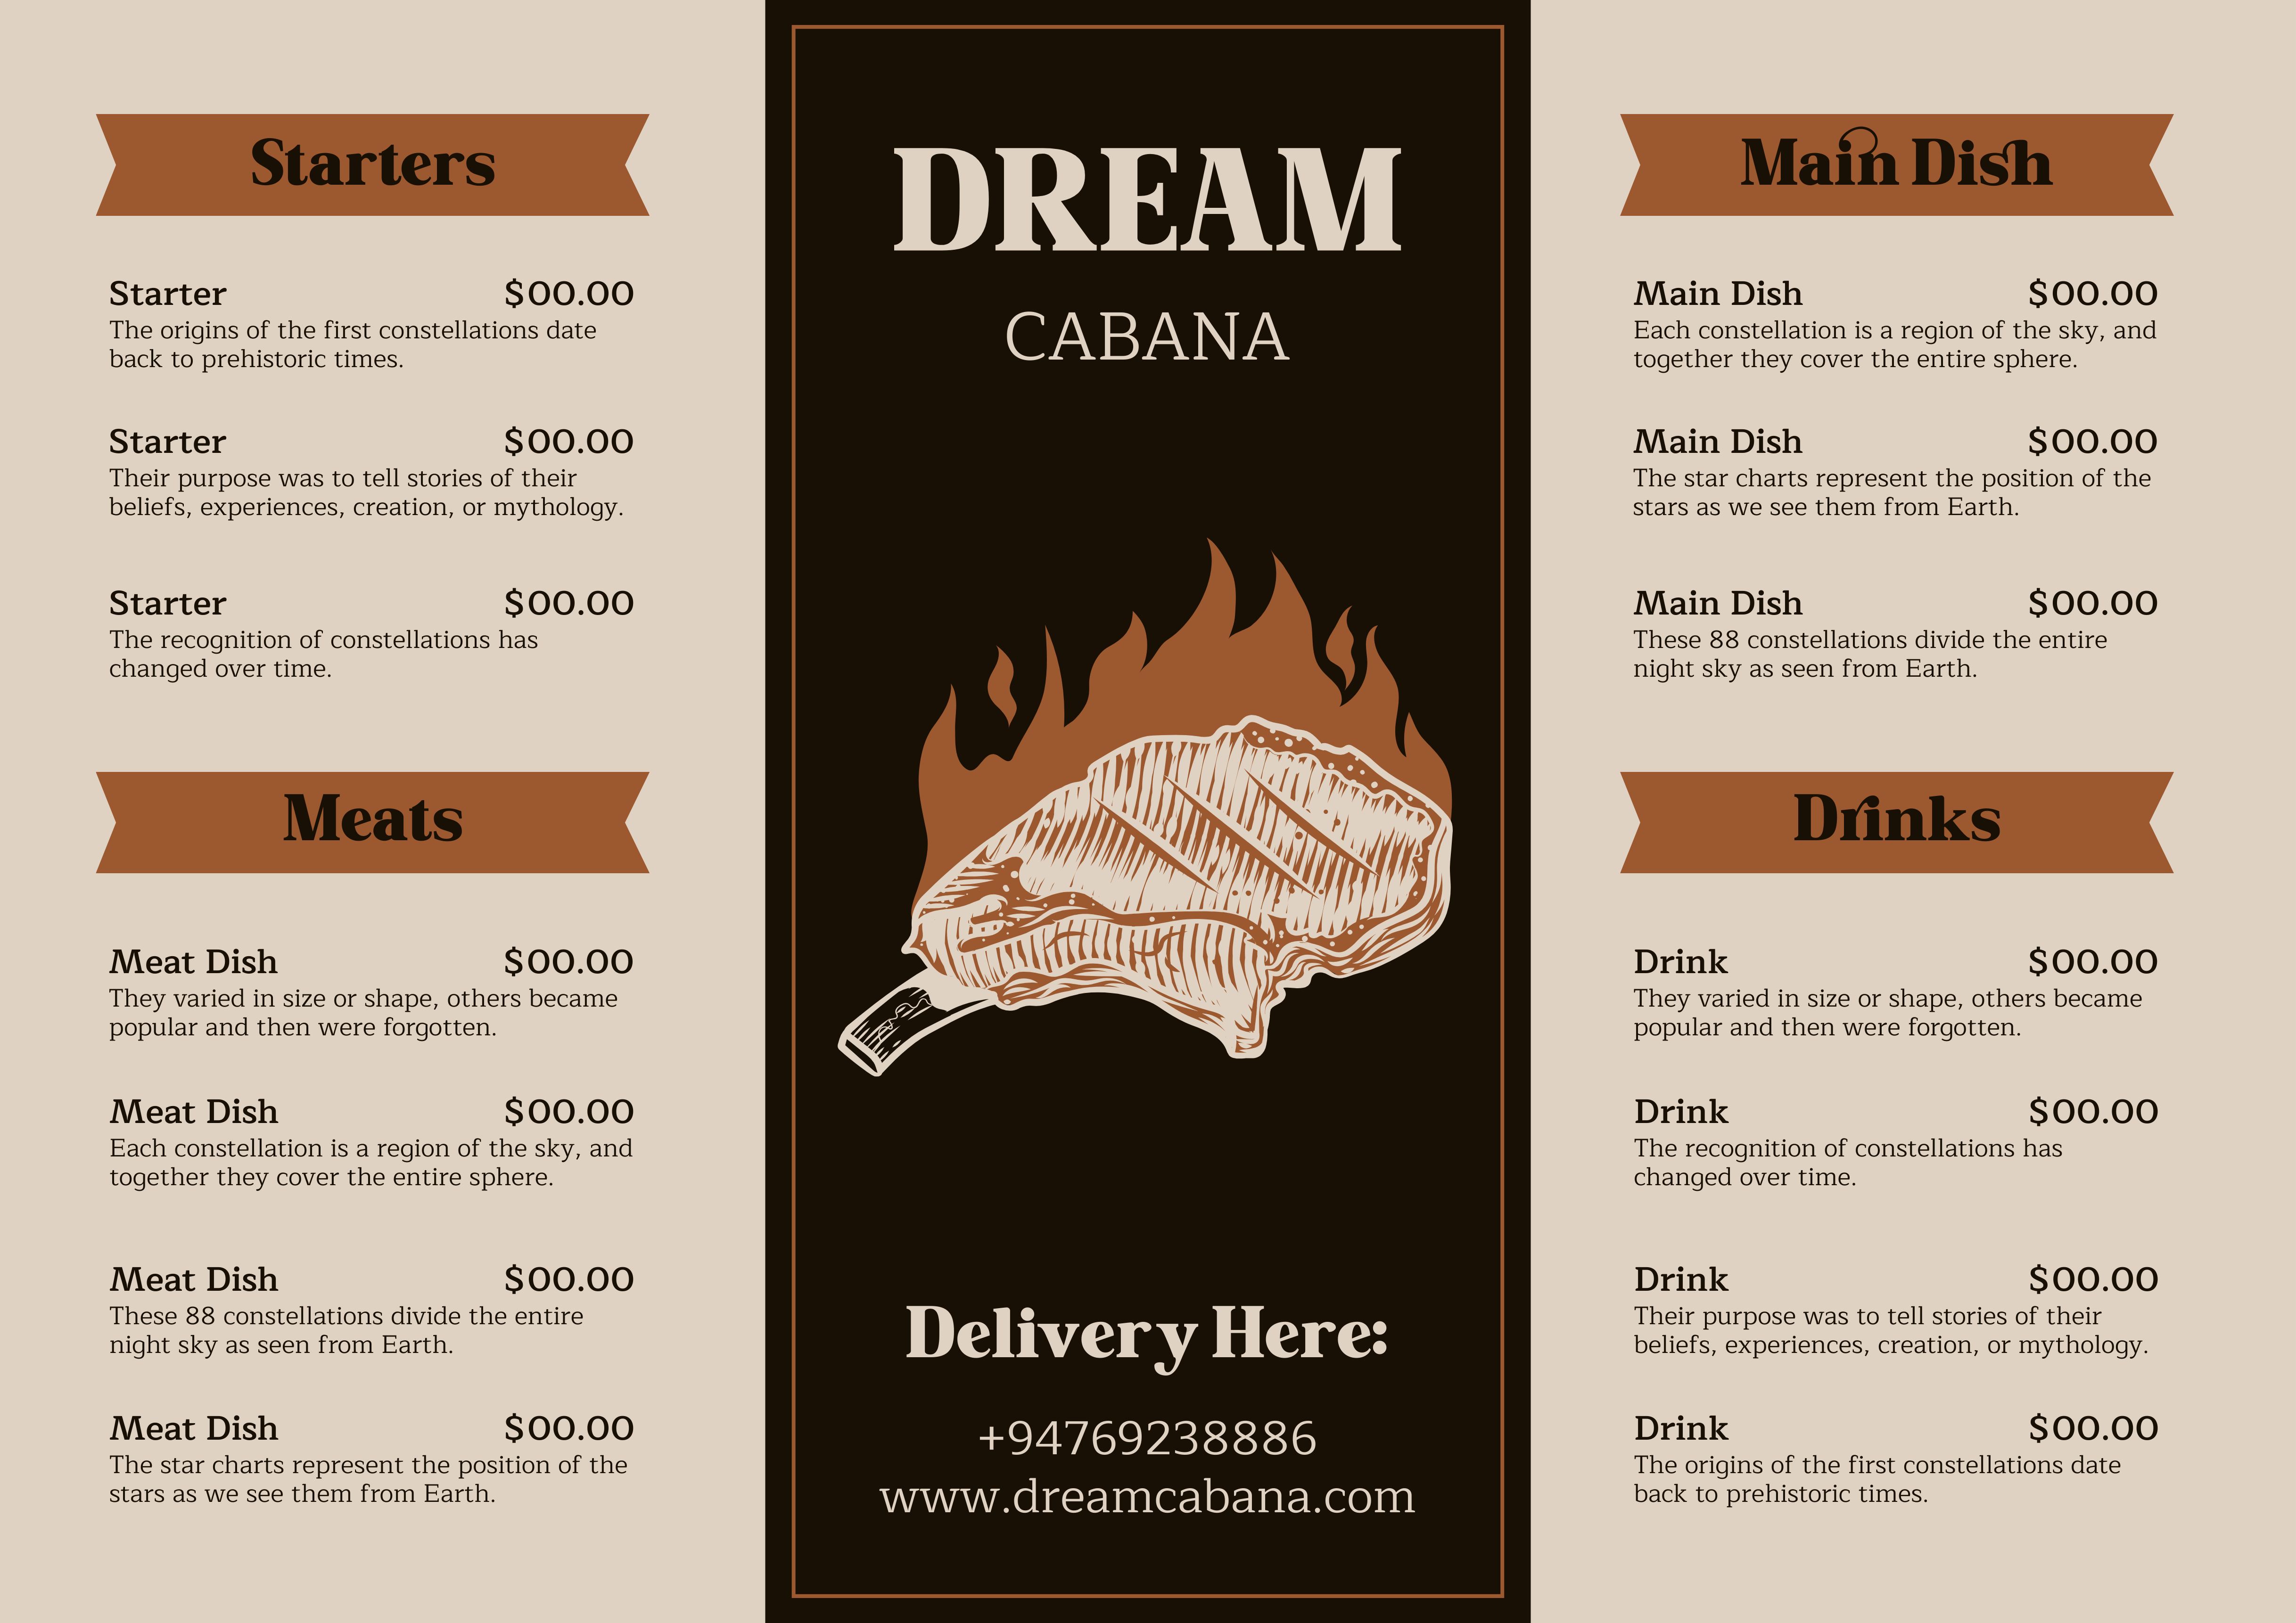 Starters
Starter $00.00
The origins of the first constellations date
back to prehistoric times.
Starter $00.00
Their purpose was to tell stories of their
beliefs, experiences, creation, or mythology.
Starter $00.00
The recognition of constellations has
changed over time.
Meats
Meat Dish $00.00
They varied in size or shape, others became
popular and then were forgotten.
Meat Dish $00.00
Each constellation is a region of the sky, and
together they cover the entire sphere.
Meat Dish $00.00
These 88 constellations divide the entire
night sky as seen from Earth.
Meat Dish $00.00
The star charts represent the position of the
stars as we see them from Earth.
DREAM
CABANA
Delivery Here:
+94769238886
www.dreamcabana.com
Main Dish
Main Dish $00.00
Each constellation is a region of the sky, and
together they cover the entire sphere.
Main Dish $00.00
The star charts represent the position of the
stars as we see them from Earth.
Main Dish $00.00
These 88 constellations divide the entire
night sky as seen from Earth.
Drinks
Drink $00.00
They varied in size or shape, others became
popular and then were forgotten.
Drink $00.00
The recognition of constellations has
changed over time.
Drink $00.00
Their purpose was to tell stories of their
beliefs, experiences, creation, or mythology.
Drink $00.00
The origins of the first constellations date
back to prehistoric times.